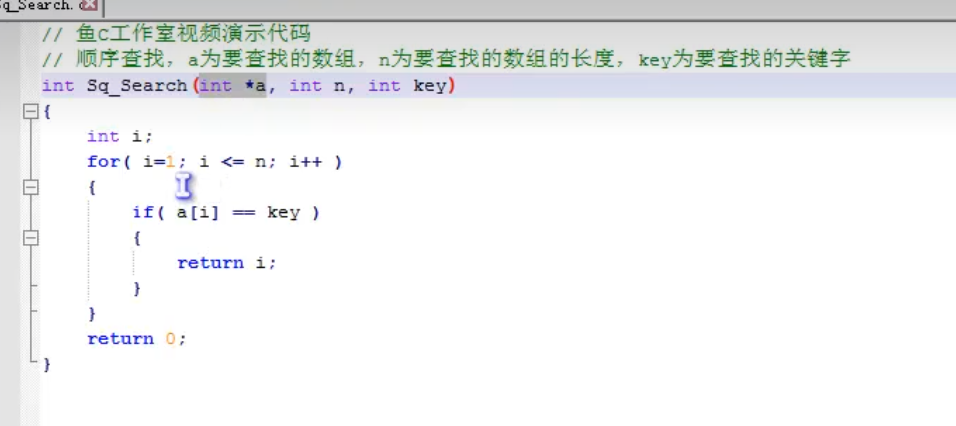 Sq_Search.
// 鱼C工作室视频演示代码
// 顺序查找，a为要查找的数组，n为要查找的数组的长度，key为要查找的关键字
int Sq_Search(int *a, int n, int key)
{
int i;
for( i=1; i <= n; i++ )
{
if( a[i] == key )
{
return i;
}
}
return 0;
}